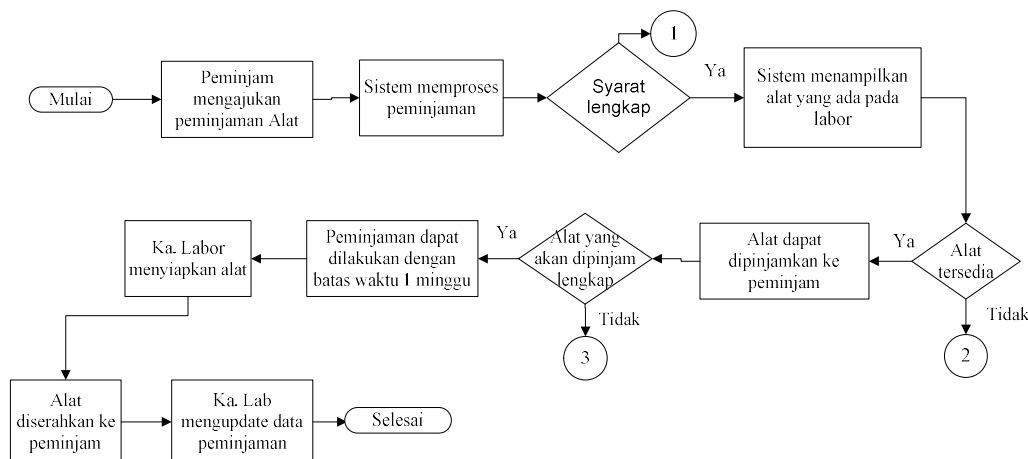 Mulai
Peminjam
mengajukan
peminjaman Alat
Sistem memproses
peminjaman
Syarat
lengkap
1
Ya
Sistem menampilkan
alat yang ada pada
labor
Alat
tersedia
Tidak
2
Ya
Alat dapat
dipinjamkan ke
peminjam
Alat yang
akan dipinjam
lengkap
Tidak
3
Ya
Peminjaman dapat
dilakukan dengan
batas waktu 1 minggu
Ka. Labor
menyiapkan alat
Alat
diserahkan ke
peminjam
Ka. Lab
mengupdate data
peminjaman
Selesai